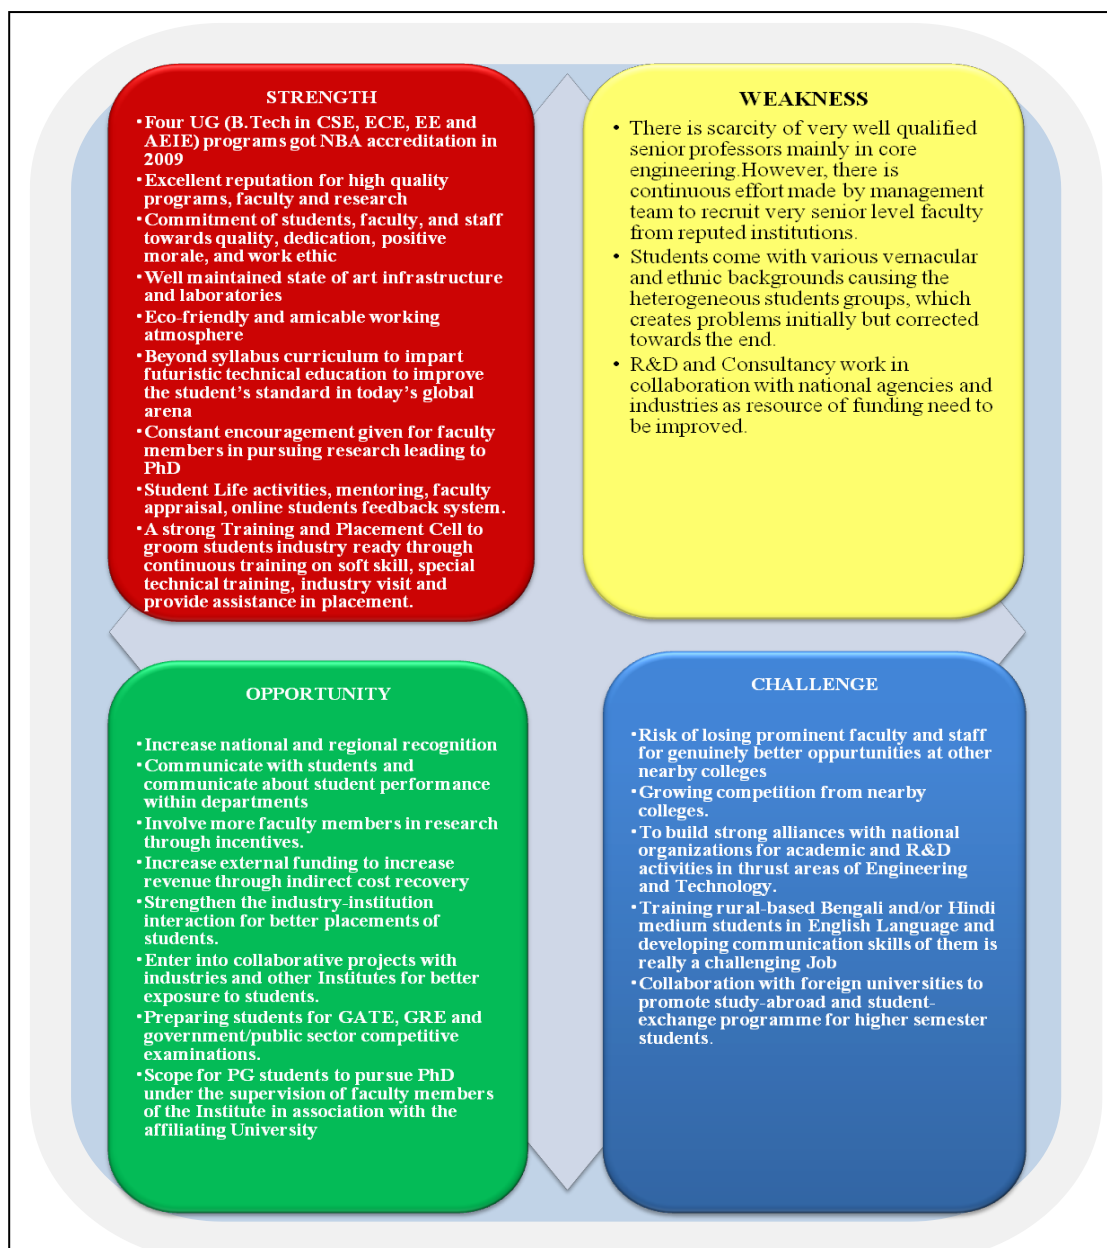 STRENGTH
•Four UG (B.Tech in CSE, ECE, EE and
AEIE) programs got NBA accreditation in
2009
•Excellent reputation for high quality
programs, faculty and research
•Commitment of students, faculty, and staff
towards quality, dedication, positive
morale, and work ethic
•Well maintained state of art infrastructure
and laboratories
•Eco-friendly and amicable working
atmosphere
•Beyond syllabus curriculum to impart
futuristic technical education to improve
the student's standard in today's global
arena
•Constant encouragement given for faculty
members in pursuing research leading to
PhD
•Student Life activities, mentoring, faculty
appraisal, online students feedback system.
•A strong Training and Placement Cell to
groom students industry ready through
continuous training on soft skill, special
technical training, industry visit and
provide assistance in placement.
WEAKNESS
• There is scarcity of very well qualified
senior professors mainly in core
engineering.However, there is
continuous effort made by management
team to recruit very senior level faculty
from reputed institutions.
• Students come with various vernacular
and ethnic backgrounds causing the
heterogeneous students groups, which
creates problems initially but corrected
towards the end.
• R&D and Consultancy work in
collaboration with national agencies and
industries as resource of funding need to
be improved.
OPPORTUNITY
•Increase national and regional recognition
•Communicate with students and
communicate about student performance
within departments
•Involve more faculty members in research
through incentives.
•Increase external funding to increase
revenue through indirect cost recovery
•Strengthen the industry-institution
interaction for better placements of
students.
•Enter into collaborative projects with
industries and other Institutes for better
exposure to students.
•Preparing students for GATE, GRE and
government/public sector competitive
examinations.
•Scope for PG students to pursue PhD
under the supervision of faculty members
of the Institute in association with the
affiliating University
CHALLENGE
•Risk of losing prominent faculty and staff
for genuinely better oppurtunities at other
nearby colleges
•Growing competition from nearby
colleges.
•To build strong alliances with national
organizations for academic and R&D
activities in thrust areas of Engineering
and Technology.
•Training rural-based Bengali and/or Hindi
medium students in English Language and
developing communication skills of them is
really a challenging Job
•Collaboration with foreign universities to
promote study-abroad and student-
exchange programme for higher semester
students.